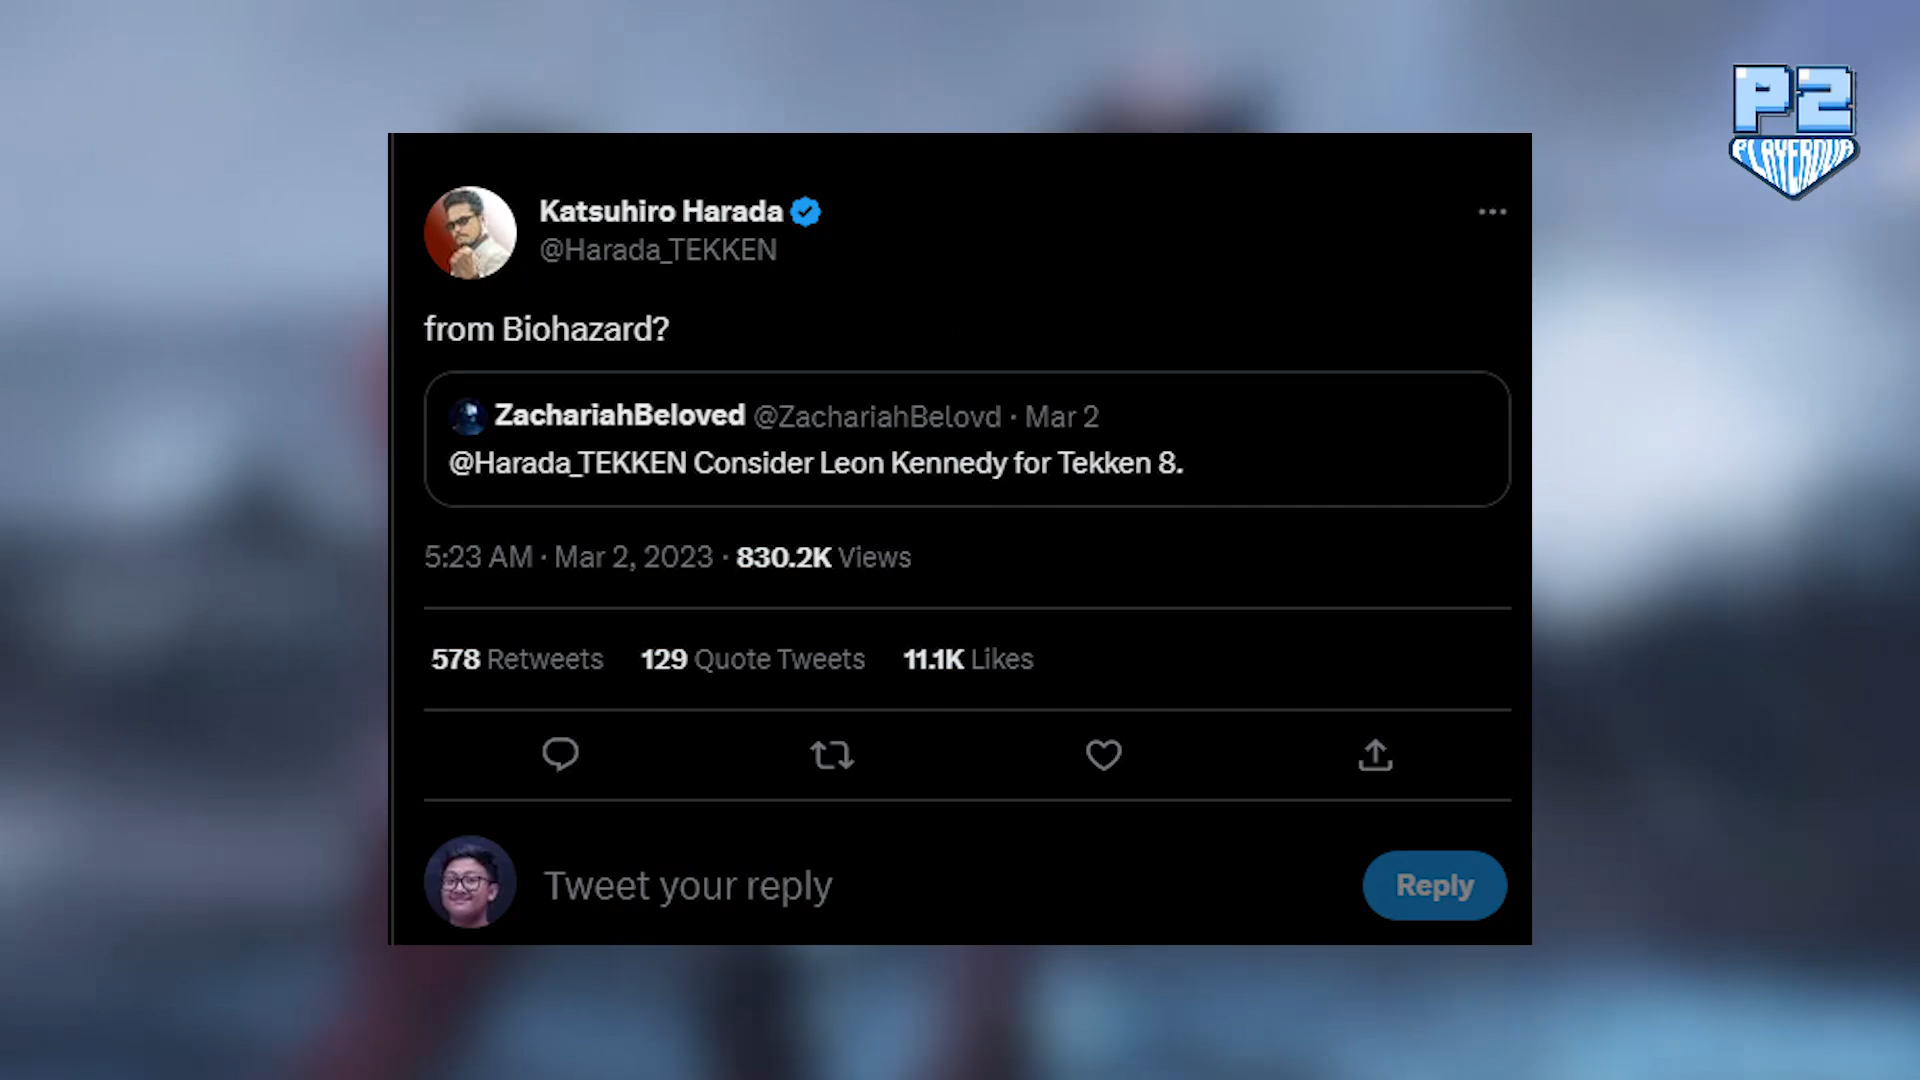 P2
PLAYERDUA
Katsuhiro Harada
@Harada_TEKKEN
from Biohazard?
ZachariahBeloved @ZachariahBelovd · Mar 2
@Harada_TEKKEN Consider Leon Kennedy for Tekken 8.
5:23 AM · Mar 2, 2023 · 830.2K Views
578 Retweets 129 Quote Tweets 11.1K Likes
Tweet your reply
Reply